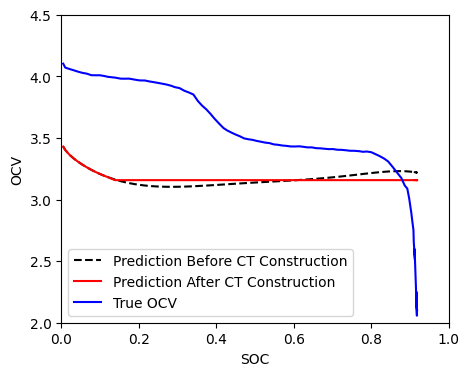 4.5
4.0
3.5
3.0
2.5
2.0
OCV
Prediction Before CT Construction
Prediction After CT Construction
True OCV
0.0 0.2 0.4 0.6 0.8 1.0
SOC